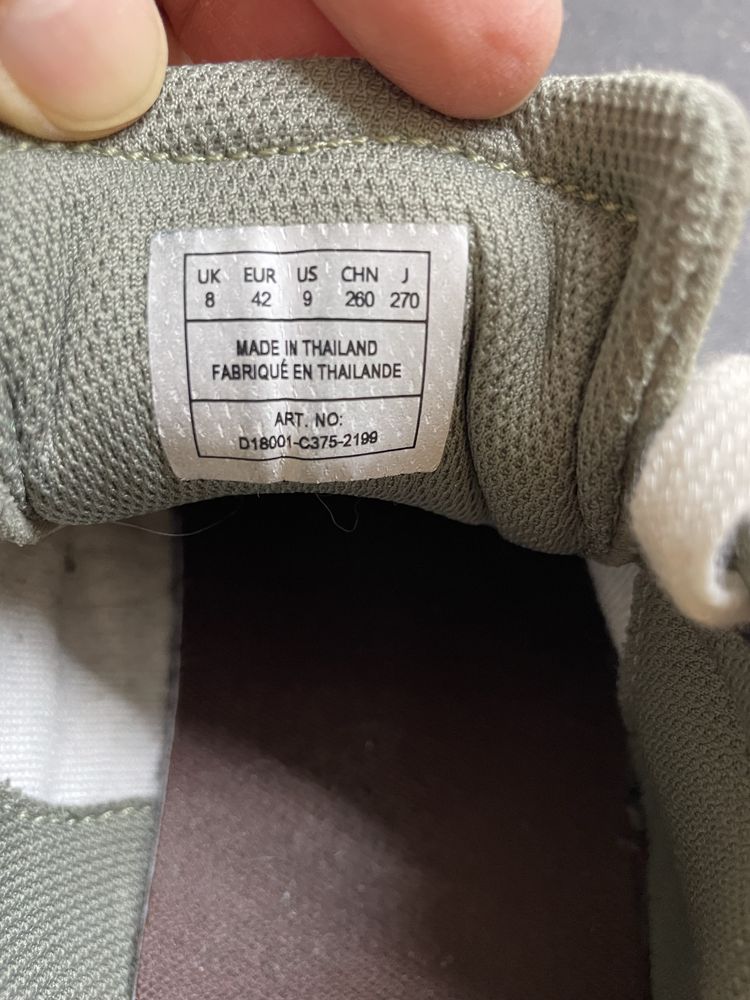 UK EUR US CHN J
8 42 9 260 270
MADE IN THAILAND
FABRIQUÉ EN THAILANDE
ART. NO:
D18001-C375-2199